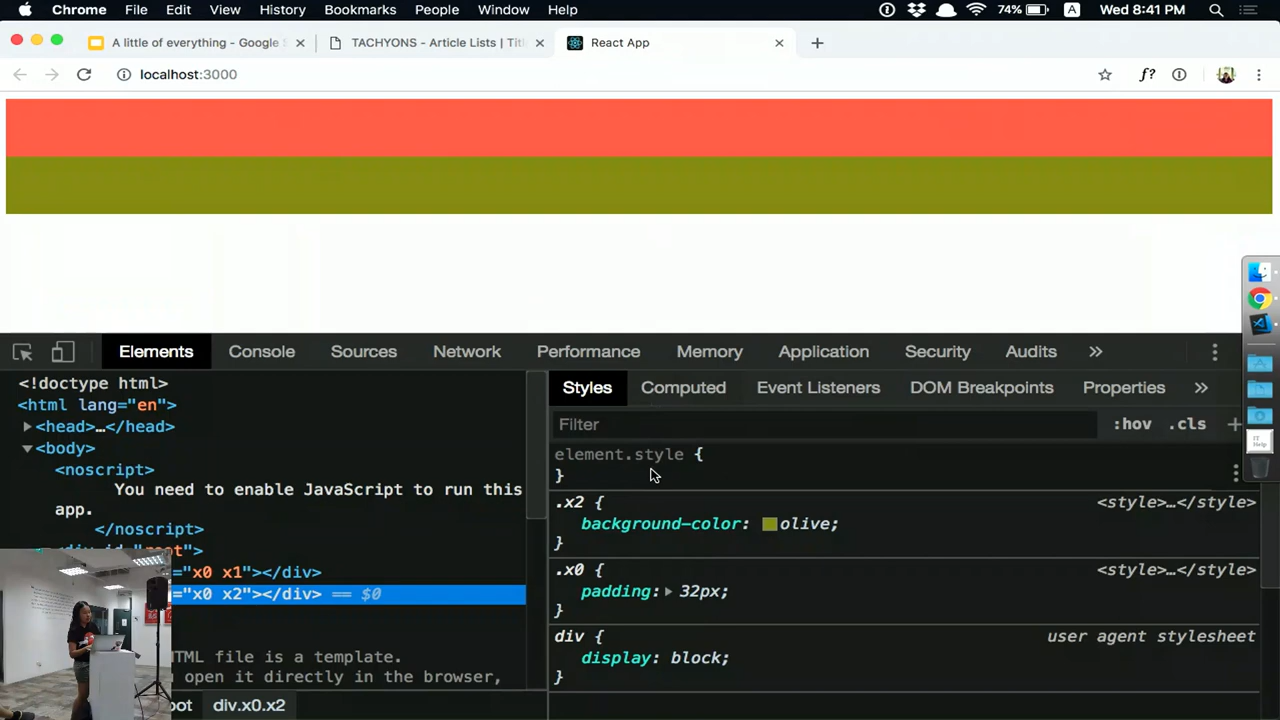 Chrome File Edit View History Bookmarks People Window Help 74% A Wed 8:41 PM
A little of everything - Google S TACHYONS - Article Lists | Titl React App
localhost:3000 f?
Elements Console Sources Network Performance Memory Application Security Audits »
Styles Computed Event Listeners DOM Breakpoints Properties »
Filter :hov .cls +
<!doctype html>
<html lang="en">
<head>…</head>
<body>
<noscript>
You need to enable JavaScript to run this
app.
</noscript>
="x0 x1"></div>
="x0 x2"></div> == $0
HTML file is a template.
open it directly in the browser,
oot div.x0.x2
element.style {
}
.x2 { <style>…</style>
background-color: olive;
}
.x0 { <style>…</style>
padding: 32px;
}
div { user agent stylesheet
display: block;
}
IT
Help